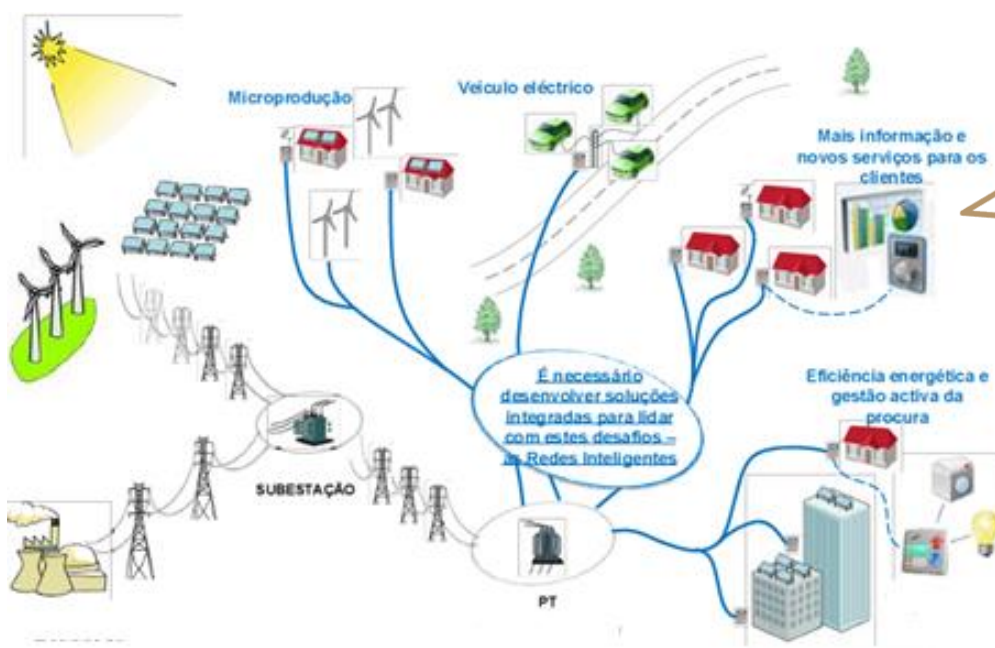 Microprodução
Veículo eléctrico
Mais informação e
novos serviços para os
clientes
É necessário
desenvolver soluções
integradas para lidar
com estes desafios –
as Redes Inteligentes
Eficiência energética e
gestão activa da
procura
SUBESTAÇÃO
PT